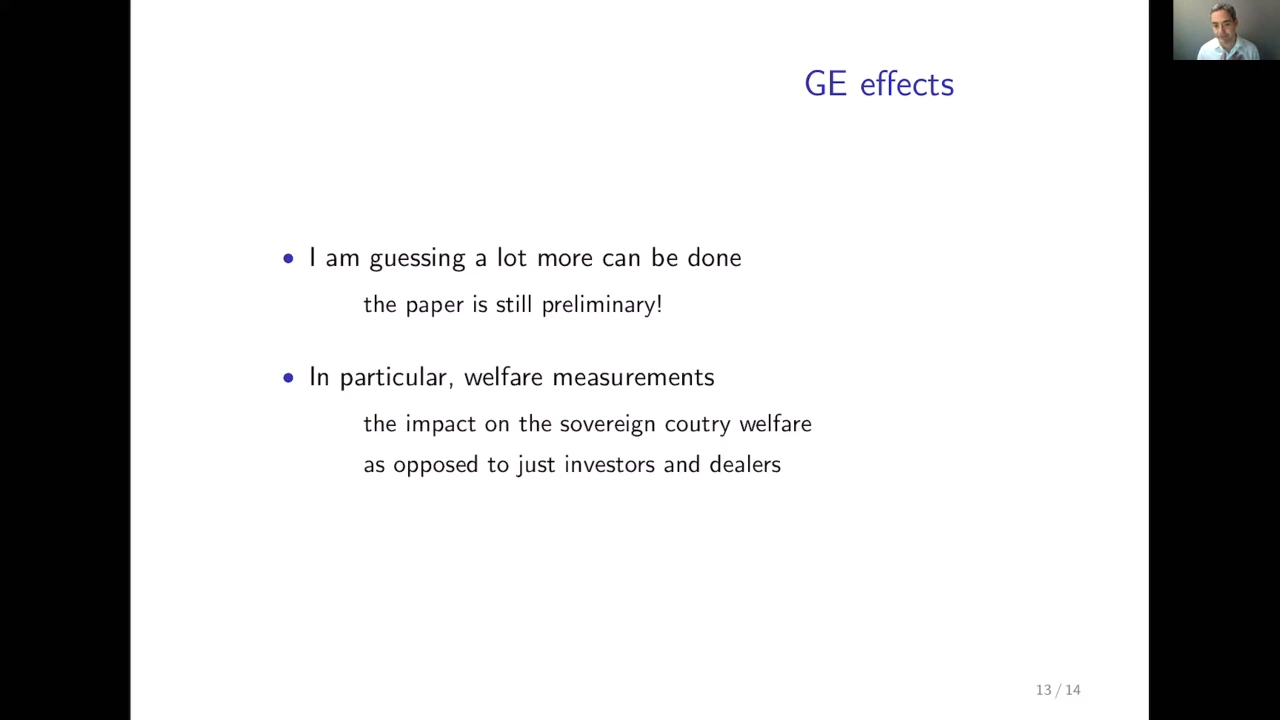 GE effects
• I am guessing a lot more can be done
the paper is still preliminary!
• In particular, welfare measurements
the impact on the sovereign coutry welfare
as opposed to just investors and dealers
13 / 14